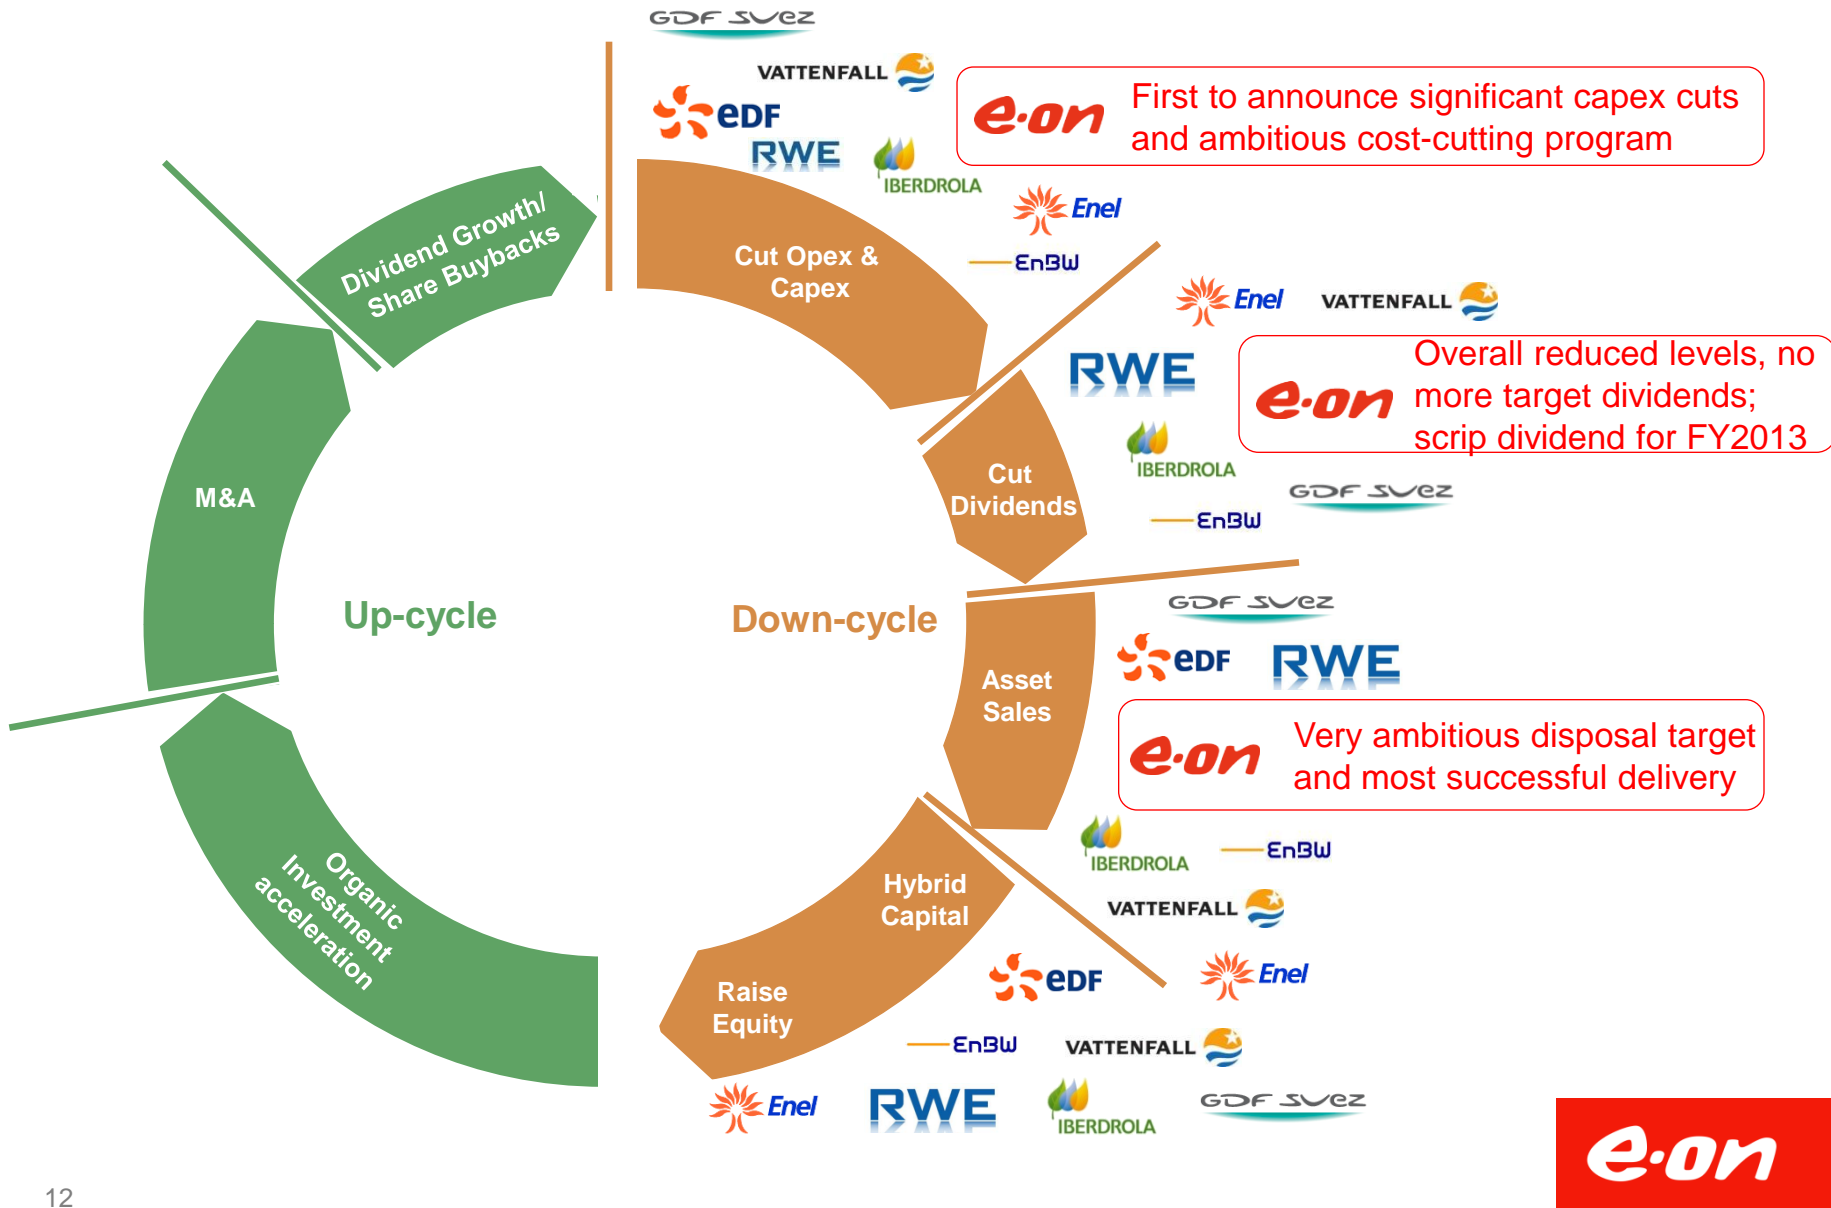 GDF SUEZ
VATTENFALL
eDF
RWE
IBERDROLA
e·on
First to announce significant capex cuts
and ambitious cost-cutting program
Enel
EnBW
Dividend Growth/
Share Buybacks
Cut Opex &
Capex
Enel
VATTENFALL
RWE
e·on
Overall reduced levels, no
more target dividends;
scrip dividend for FY2013
IBERDROLA
GDF SUEZ
EnBW
Cut
Dividends
M&A
Up-cycle
Down-cycle
GDF SUEZ
eDF
RWE
Asset
Sales
e·on
Very ambitious disposal target
and most successful delivery
IBERDROLA
EnBW
VATTENFALL
Enel
Hybrid
Capital
Organic
Investment
acceleration
Raise
Equity
eDF
EnBW
VATTENFALL
Enel
RWE
IBERDROLA
GDF SUEZ
e·on
12